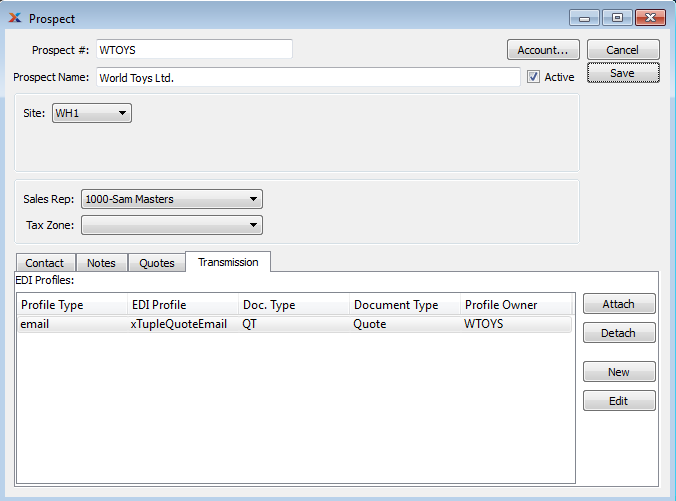 Prospect
Prospect #: WTOYS Account... Cancel
Prospect Name: World Toys Ltd. Active Save
Site: WH1
Sales Rep: 1000-Sam Masters
Tax Zone:
Contact Notes Quotes Transmission
EDI Profiles:
Profile Type EDI Profile Doc. Type Document Type Profile Owner Attach
email xTupleQuoteEmail QT Quote WTOYS
Detach
New
Edit